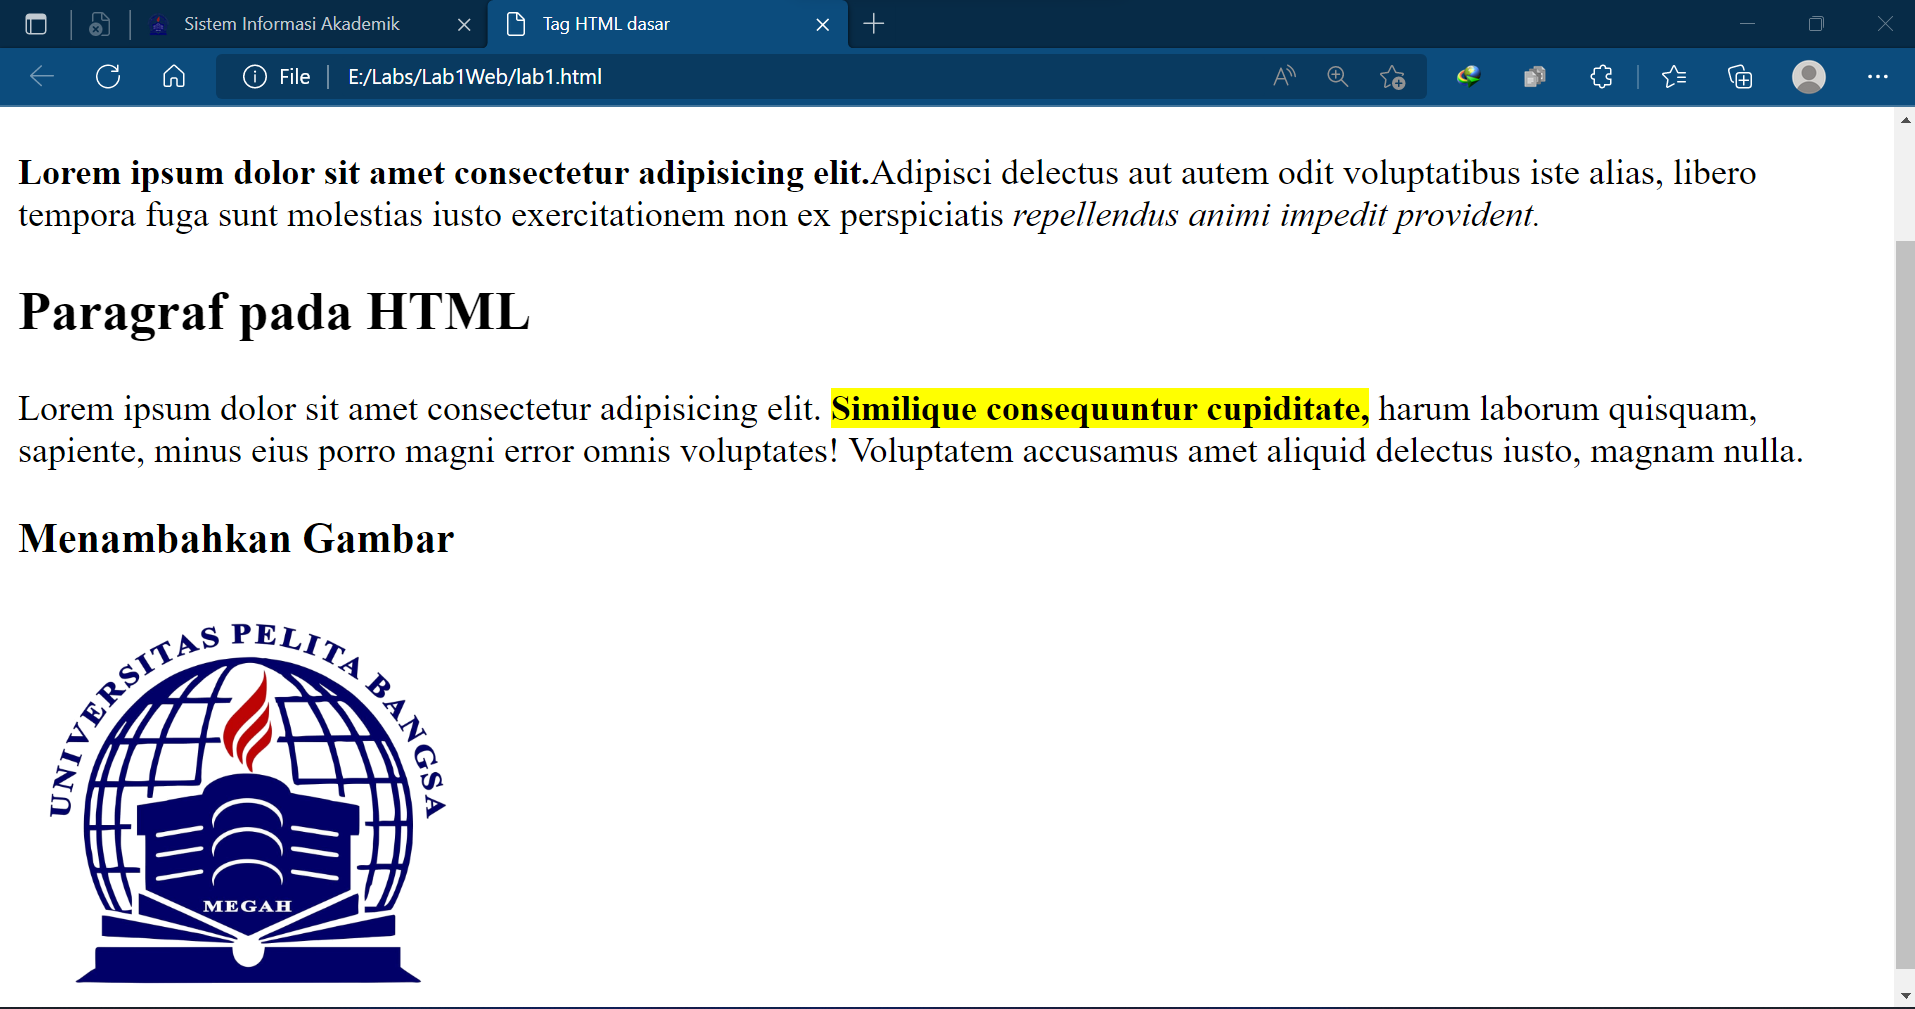 Sistem Informasi Akademik
Tag HTML dasar
File
E:/Labs/Lab1Web/lab1.html
Lorem ipsum dolor sit amet consectetur adipisicing elit.Adipisci delectus aut autem odit voluptatibus iste alias, libero
tempora fuga sunt molestias iusto exercitationem non ex perspiciatis repellendus animi impedit provident.
Paragraf pada HTML
Lorem ipsum dolor sit amet consectetur adipisicing elit. Similique consequuntur cupiditate, harum laborum quisquam,
sapiente, minus eius porro magni error omnis voluptates! Voluptatem accusamus amet aliquid delectus iusto, magnam nulla.
Menambahkan Gambar
UNIVERSITAS PELITA BANGSA
MEGAH